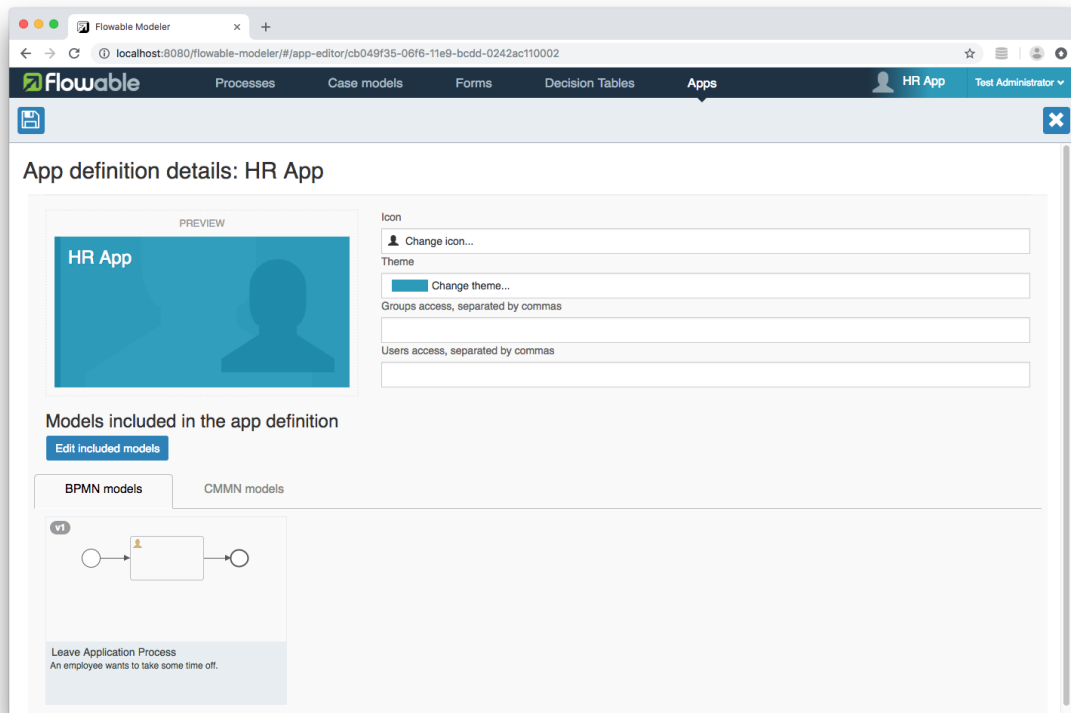 Flowable Modeler
localhost:8080/flowable-modeler/#/app-editor/cb049f35-06f6-11e9-bcdd-0242ac110002
flowable Processes Case models Forms Decision Tables Apps HR App Test Administrator
App definition details: HR App
PREVIEW
HR App
Icon
Change icon...
Theme
Change theme...
Groups access, separated by commas
Users access, separated by commas
Models included in the app definition
Edit included models
BPMN models CMMN models
v1
Leave Application Process
An employee wants to take some time off.